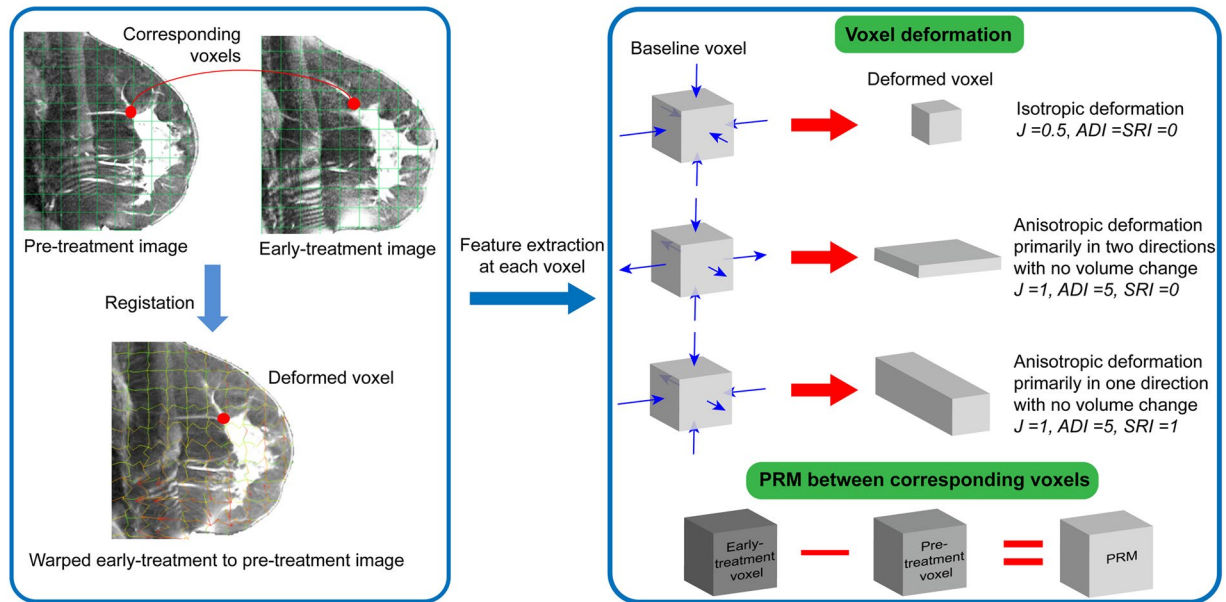 Corresponding
voxels
Pre-treatment image
Early-treatment image
Registation
Deformed voxel
Warped early-treatment to pre-treatment image
Feature extraction
at each voxel
Voxel deformation
Baseline voxel
Deformed voxel
Isotropic deformation
J =0.5, ADI =SRI =0
Anisotropic deformation
primarily in two directions
with no volume change
J =1, ADI =5, SRI =0
Anisotropic deformation
primarily in one direction
with no volume change
J =1, ADI =5, SRI =1
PRM between corresponding voxels
Early-
treatment
voxel
Pre-
treatment
voxel
PRM